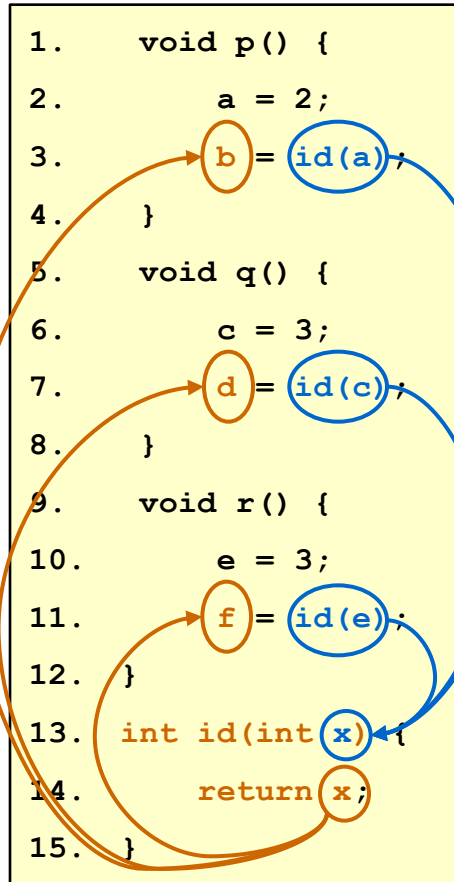 1. void p() {
2. a = 2;
3. b = id(a);
4. }
5. void q() {
6. c = 3;
7. d = id(c);
8. }
9. void r() {
10. e = 3;
11. f = id(e);
12. }
13. int id(int x) {
14. return x;
15. }